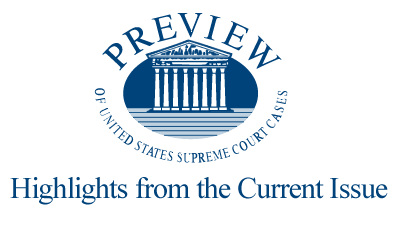 PREVIEW
OF UNITED STATES SUPREME COURT CASES
Highlights from the Current Issue